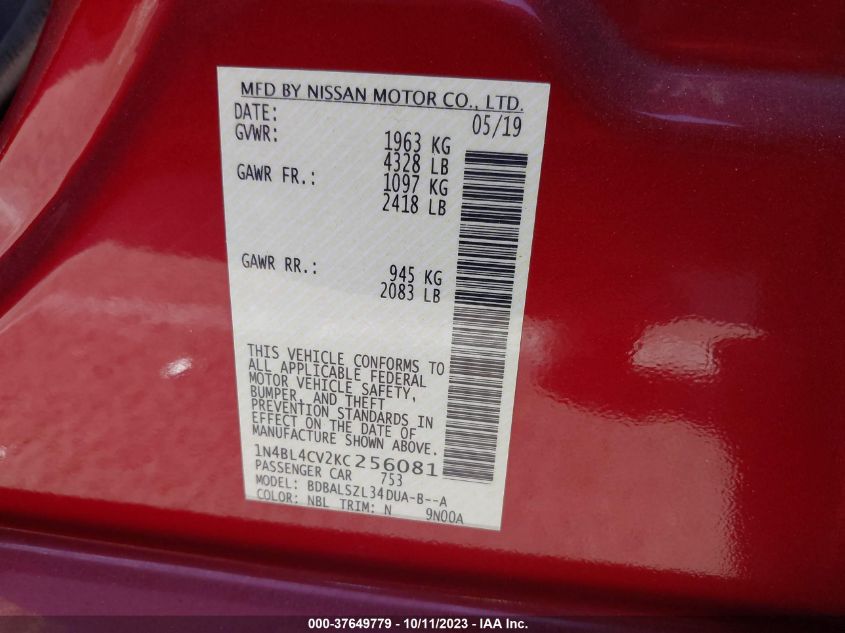 MFD BY NISSAN MOTOR CO., LTD.
DATE: 05/19
GVWR: 1963 KG
4328 LB
GAWR FR.: 1097 KG
2418 LB
GAWR RR.: 945 KG
2083 LB
THIS VEHICLE CONFORMS TO
ALL APPLICABLE FEDERAL
MOTOR VEHICLE SAFETY,
BUMPER, AND THEFT
PREVENTION STANDARDS IN
EFFECT ON THE DATE OF
MANUFACTURE SHOWN ABOVE.
1N4BL4CV2KC256081
PASSENGER CAR 753
MODEL: BDBALSZL34DUA-B--A
COLOR: NBL TRIM: N 9N00A
000-37649779 - 10/11/2023 - IAA Inc.